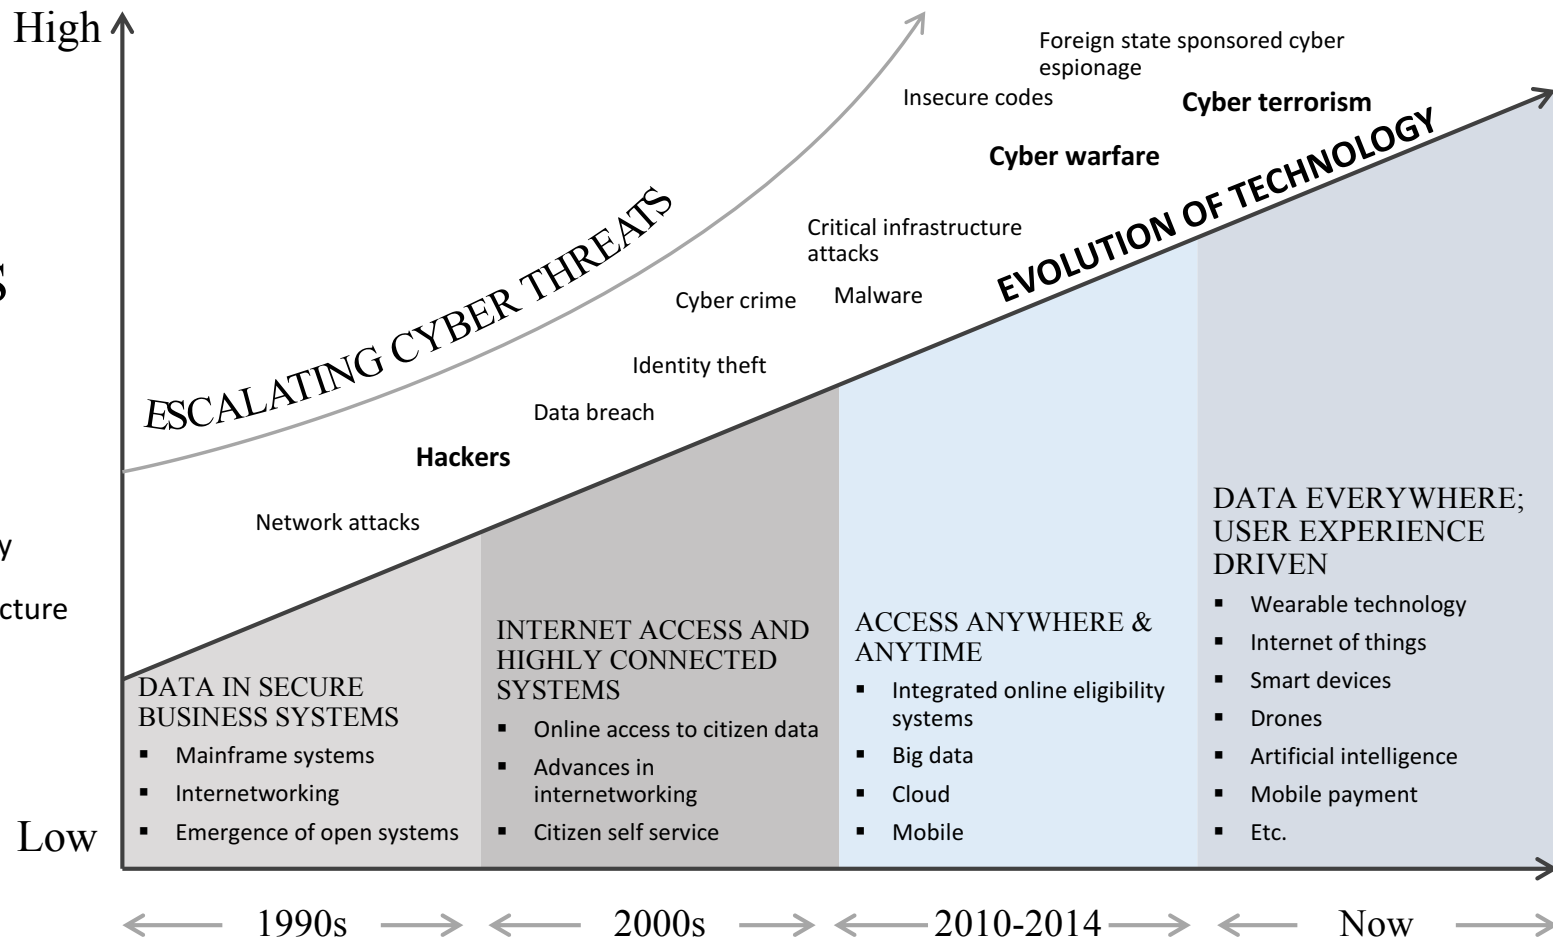 High
Foreign state sponsored cyber
espionage
Insecure codes
Cyber terrorism
Cyber warfare
EVOLUTION OF TECHNOLOGY
ESCALATING CYBER THREATS
Critical infrastructure
attacks
Cyber crime
Malware
Identity theft
Data breach
Hackers
Network attacks
s
y
cture
DATA IN SECURE
BUSINESS SYSTEMS
▪ Mainframe systems
▪ Internetworking
▪ Emergence of open systems
INTERNET ACCESS AND
HIGHLY CONNECTED
SYSTEMS
▪ Online access to citizen data
▪ Advances in
internetworking
▪ Citizen self service
ACCESS ANYWHERE &
ANYTIME
▪ Integrated online eligibility
systems
▪ Big data
▪ Cloud
▪ Mobile
DATA EVERYWHERE;
USER EXPERIENCE
DRIVEN
▪ Wearable technology
▪ Internet of things
▪ Smart devices
▪ Drones
▪ Artificial intelligence
▪ Mobile payment
▪ Etc.
Low
1990s
2000s
2010-2014
Now